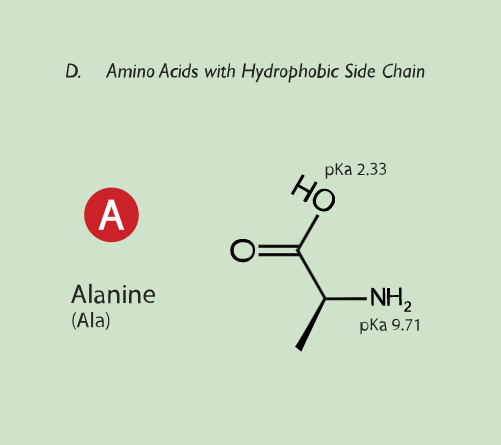 D. Amino Acids with Hydrophobic Side Chain
pKa 2.33
HO
A
O
Alanine
NH2
(Ala)
pKa 9.71